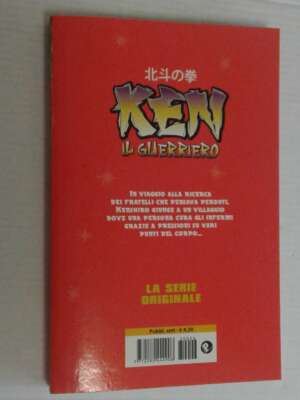 北斗の拳
KEN
IL GUERRIERO
IN VIAGGIO ALLA RICERCA
DEI FRATELLI CHE PENSAVA PERDUTI,
KENSHIRO GIUNGE A UN VILLAGGIO
DOVE UNA PERSONA CURA GLI INFERMI
GRAZIE A PRESSIONI SU VARI
PUNTI DEL CORPO...
LA SERIE
ORIGINALE